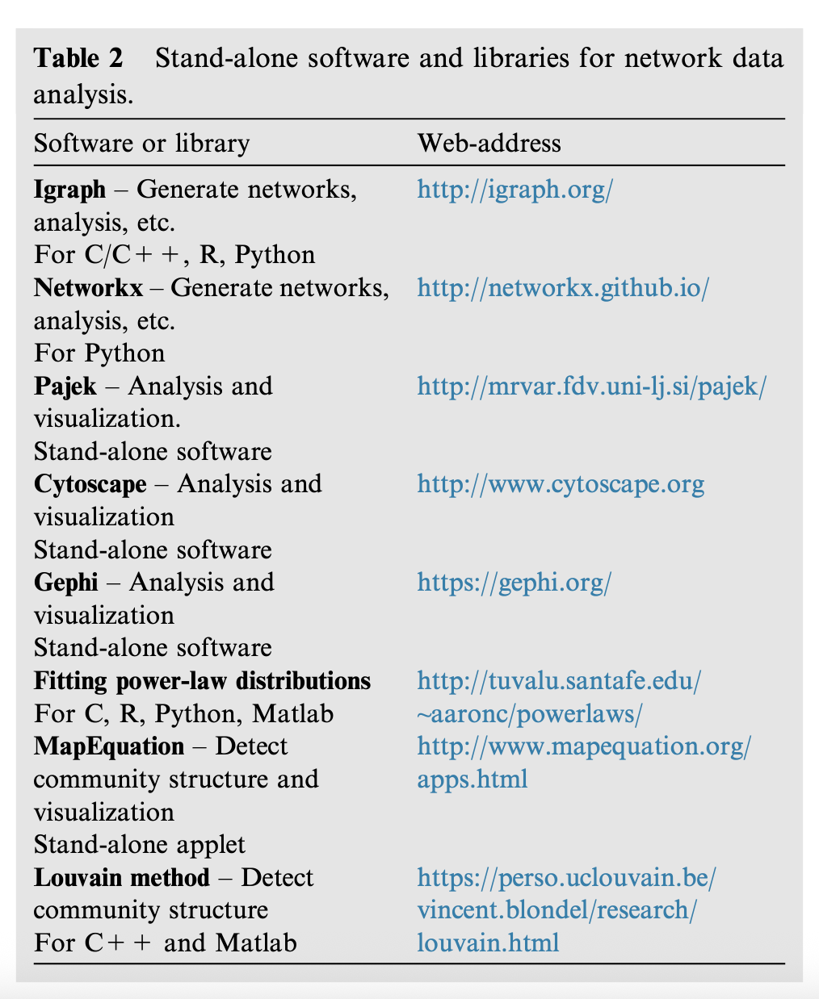 Table 2 Stand-alone software and libraries for network data
analysis.
Software or library Web-address
Igraph – Generate networks, http://igraph.org/
analysis, etc.
For C/C++, R, Python
Networkx – Generate networks, http://networkx.github.io/
analysis, etc.
For Python
Pajek – Analysis and http://mrvar.fdv.uni-lj.si/pajek/
visualization.
Stand-alone software
Cytoscape – Analysis and http://www.cytoscape.org
visualization
Stand-alone software
Gephi – Analysis and https://gephi.org/
visualization
Stand-alone software
Fitting power-law distributions http://tuvalu.santafe.edu/
For C, R, Python, Matlab ~aaronc/powerlaws/
MapEquation – Detect http://www.mapequation.org/
community structure and apps.html
visualization
Stand-alone applet
Louvain method – Detect https://perso.uclouvain.be/
community structure vincent.blondel/research/
For C++ and Matlab louvain.html